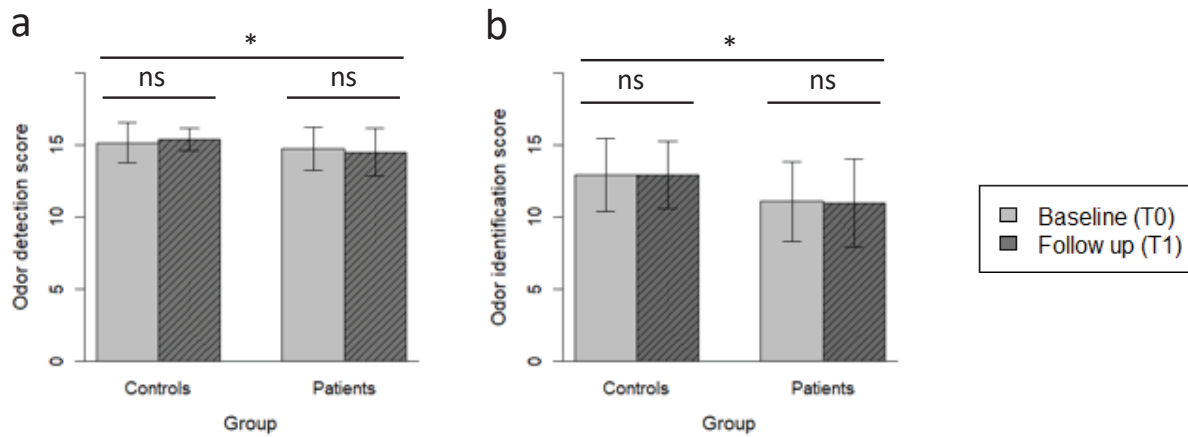 a
*
ns
ns
Odor detection score
15
10
5
0
Controls
Patients
Group
b
*
ns
ns
Odor identification score
15
10
5
0
Controls
Patients
Group
Baseline (T0)
Follow up (T1)